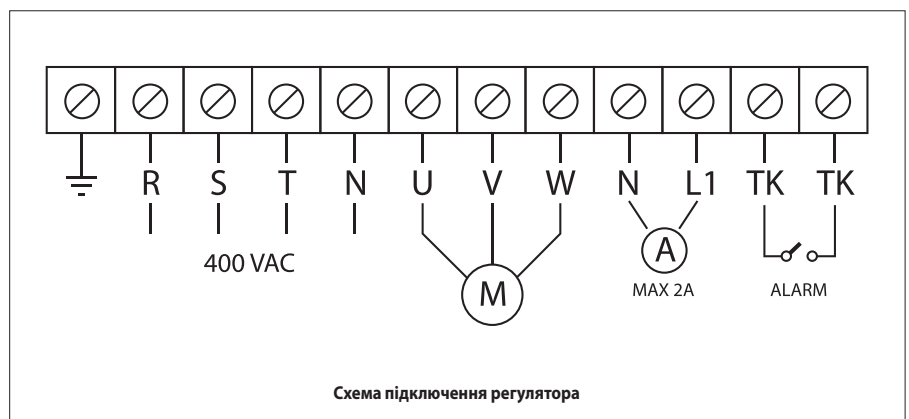 R S T N U V W N L1 TK TK
400 VAC
M
A
MAX 2A
ALARM
Схема підключення регулятора